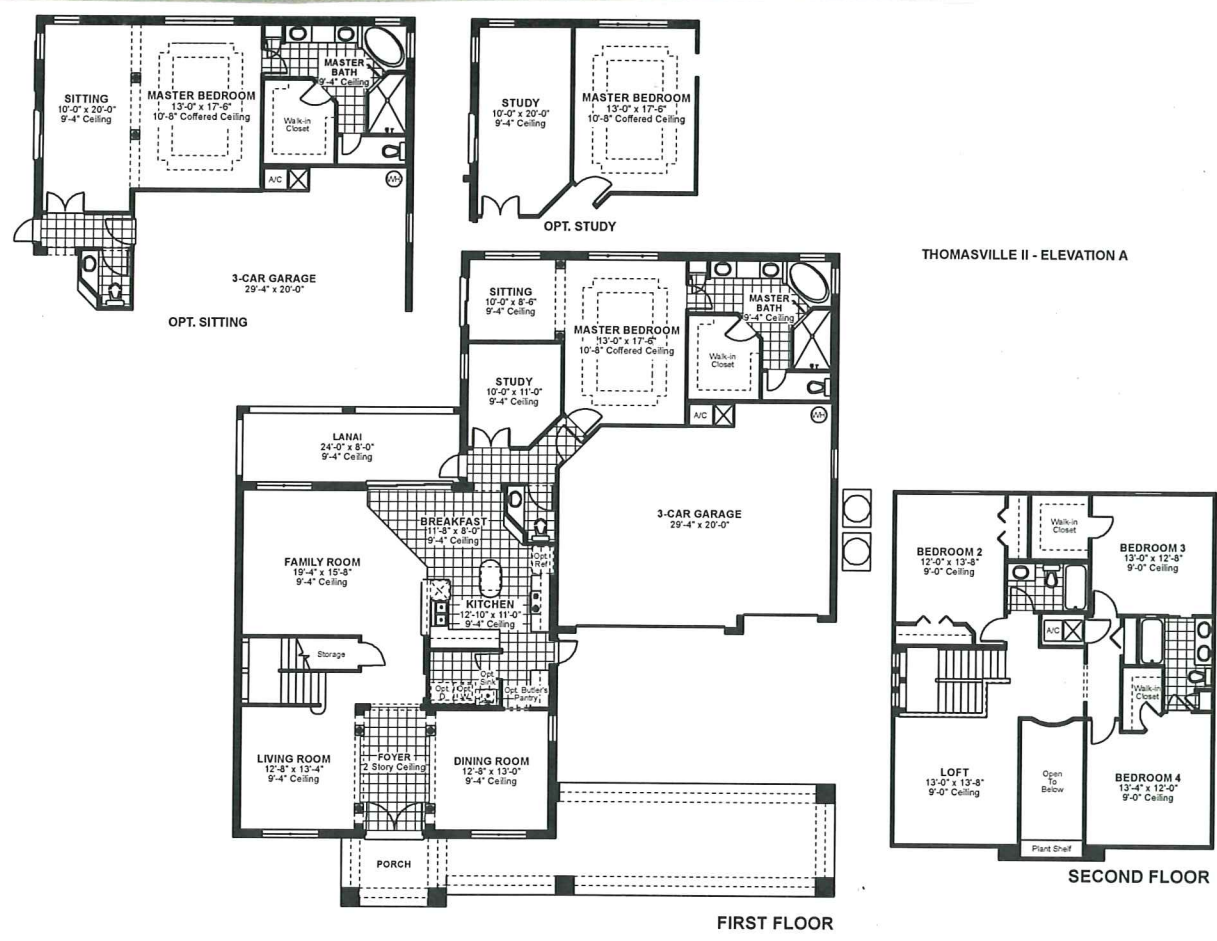 SITTING
10'-0" x 20'-0"
9'-4" Ceiling
MASTER BEDROOM
13'-0" x 17'-6"
10'-8" Coffered Ceiling
MASTER
BATH
9'-4" Ceiling
Walk-in
Closet
A/C
WH
3-CAR GARAGE
29'-4" x 20'-0"
OPT. SITTING
STUDY
10'-0" x 20'-0"
9'-4" Ceiling
MASTER BEDROOM
13'-0" x 17'-6"
10'-8" Coffered Ceiling
OPT. STUDY
THOMASVILLE II - ELEVATION A
SITTING
10'-0" x 8'-6"
9'-4" Ceiling
MASTER BEDROOM
13'-0" x 17'-6"
10'-8" Coffered Ceiling
MASTER
BATH
9'-4" Ceiling
Walk-in
Closet
STUDY
10'-0" x 11'-0"
9'-4" Ceiling
A/C
WH
LANAI
24'-0" x 8'-0"
9'-4" Ceiling
BREAKFAST
11'-8" x 8'-0"
9'-4" Ceiling
3-CAR GARAGE
29'-4" x 20'-0"
FAMILY ROOM
19'-4" x 15'-8"
9'-4" Ceiling
Opt.
Ref
KITCHEN
12'-10" x 11'-0"
9'-4" Ceiling
Storage
Opt.
Sink
Opt.
D
Opt.
W
Opt. Butler's
Pantry
LIVING ROOM
12'-8" x 13'-4"
9'-4" Ceiling
FOYER
2 Story Ceiling
DINING ROOM
12'-8" x 13'-0"
9'-4" Ceiling
PORCH
FIRST FLOOR
BEDROOM 2
12'-0" x 13'-8"
9'-0" Ceiling
Walk-in
Closet
BEDROOM 3
13'-0" x 12'-8"
9'-0" Ceiling
A/C
Walk-in
Closet
LOFT
13'-0" x 13'-8"
9'-0" Ceiling
Open
To
Below
BEDROOM 4
13'-4" x 12'-0"
9'-0" Ceiling
Plant Shelf
SECOND FLOOR